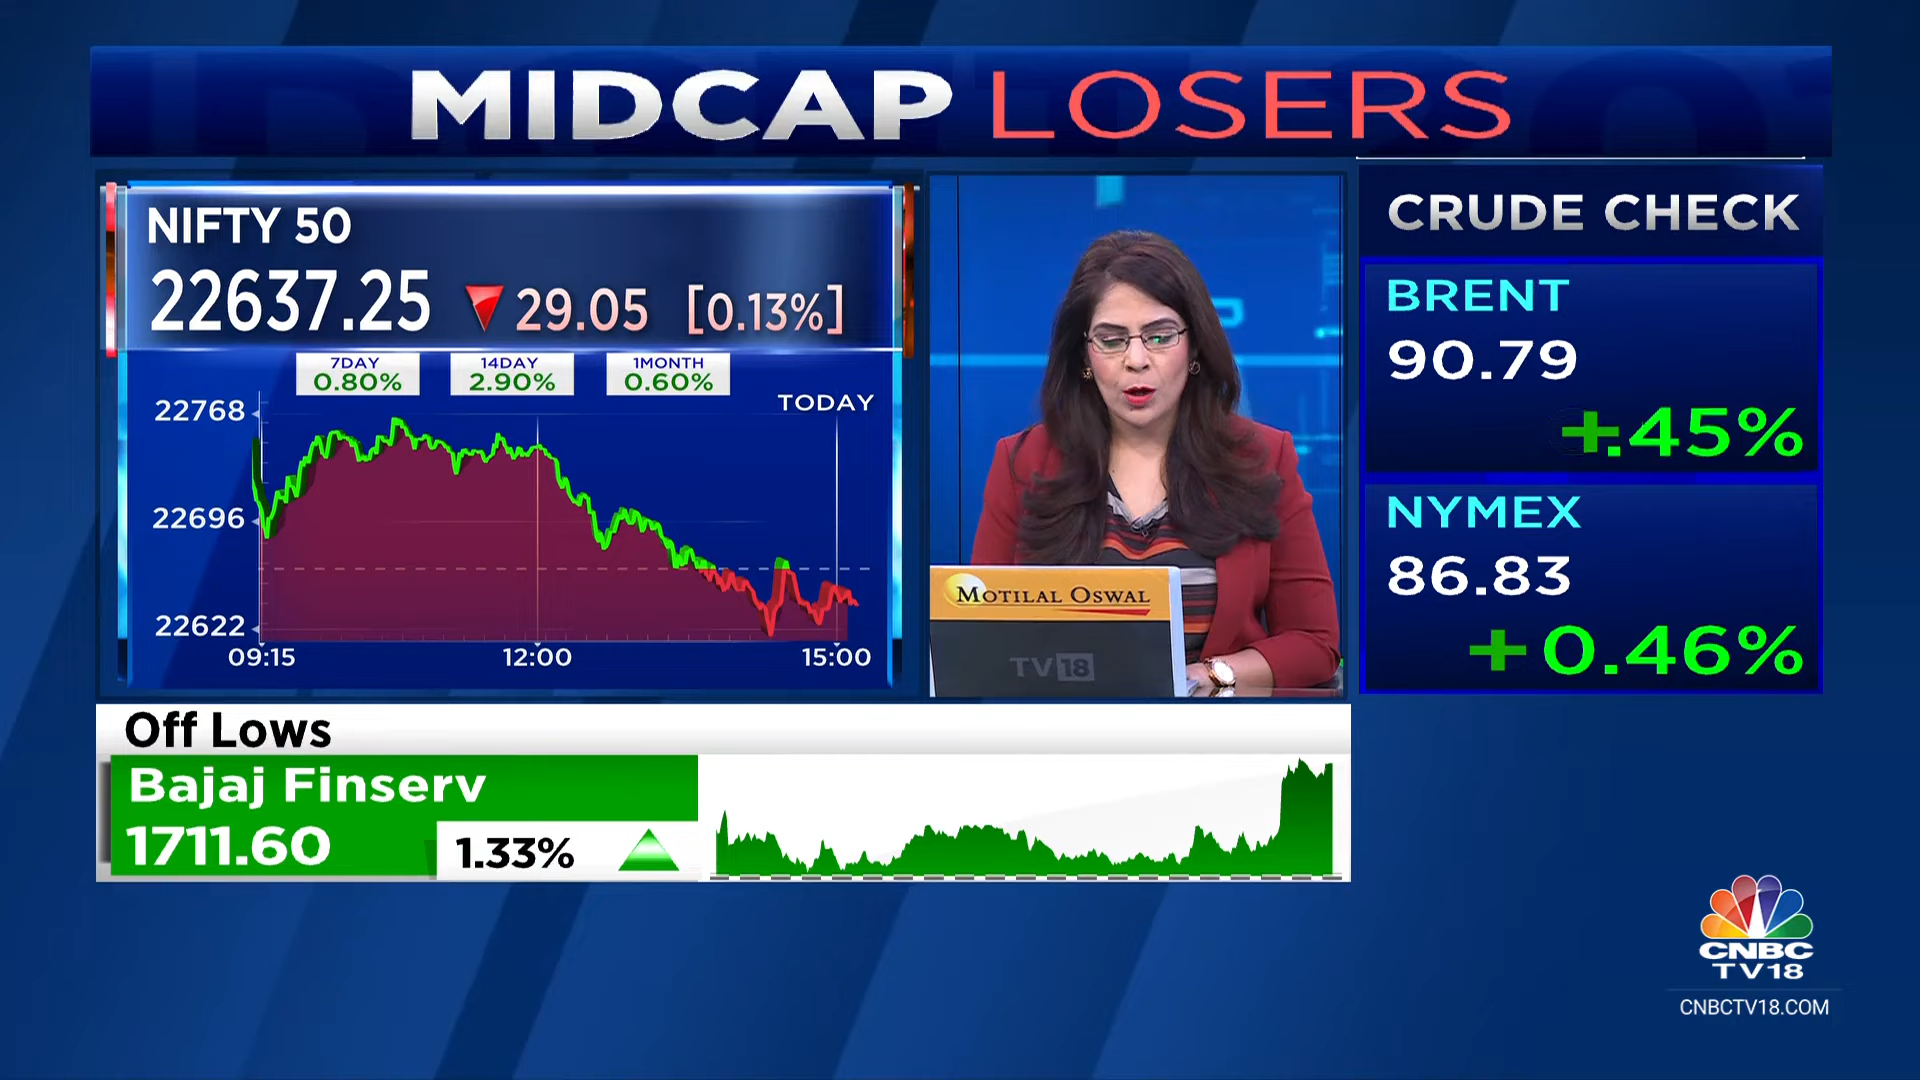 MIDCAP LOSERS
NIFTY 50
22637.25 ▼ 29.05 [0.13%]
7DAY
0.80%
14DAY
2.90%
1MONTH
0.60%
TODAY
22768
22696
22622
09:15 12:00 15:00
MOTILAL OSWAL
TV18
CRUDE CHECK
BRENT
90.79
+.45%
NYMEX
86.83
+0.46%
Off Lows
Bajaj Finserv
1711.60 1.33%
CNBC
TV18
CNBCTV18.COM